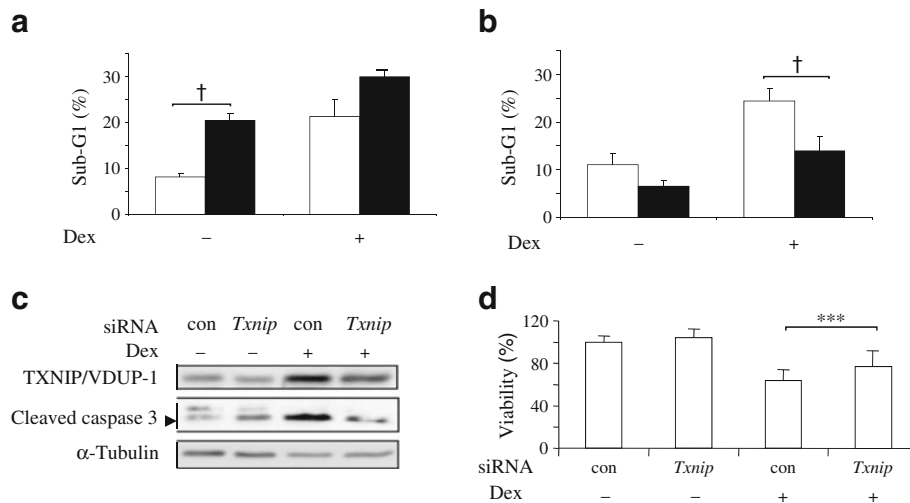 a
Sub-G1 (%)
30
20
10
0
†
Dex
–
+
b
Sub-G1 (%)
30
20
10
0
†
Dex
–
+
c
siRNA con Txnip con Txnip
Dex – – + +
TXNIP/VDUP-1
Cleaved caspase 3
α-Tubulin
d
Viability (%)
120
80
40
0
***
siRNA con Txnip con Txnip
Dex – – + +